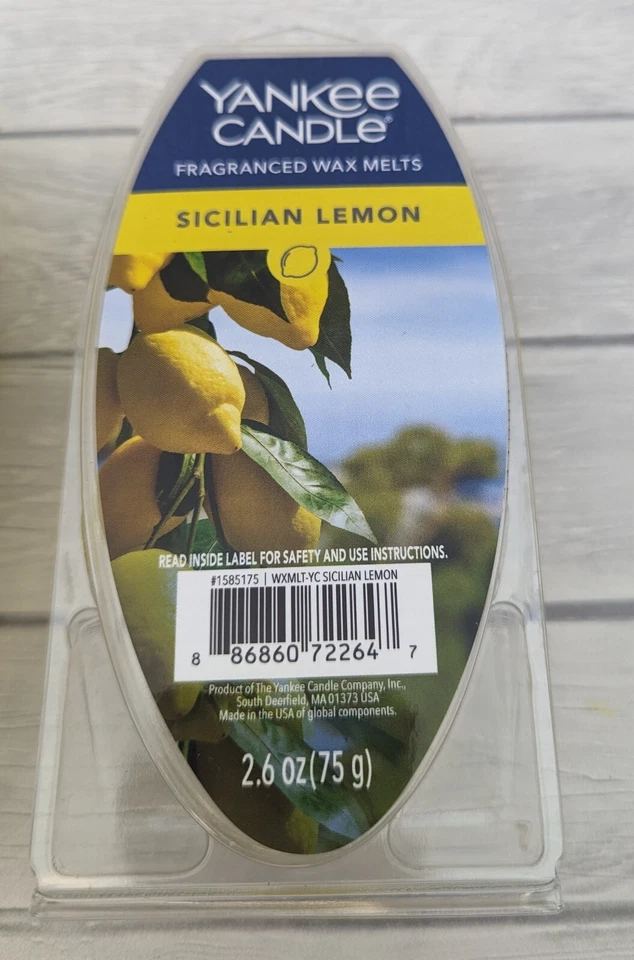 YANKEE
CANDLE®
FRAGRANCED WAX MELTS
SICILIAN LEMON
READ INSIDE LABEL FOR SAFETY AND USE INSTRUCTIONS.
#1585175 | WXMLT-YC SICILIAN LEMON
8 86860 72264 7
Product of The Yankee Candle Company, Inc.,
South Deerfield, MA 01373 USA
Made in the USA of global components.
2.6 oz(75 g)